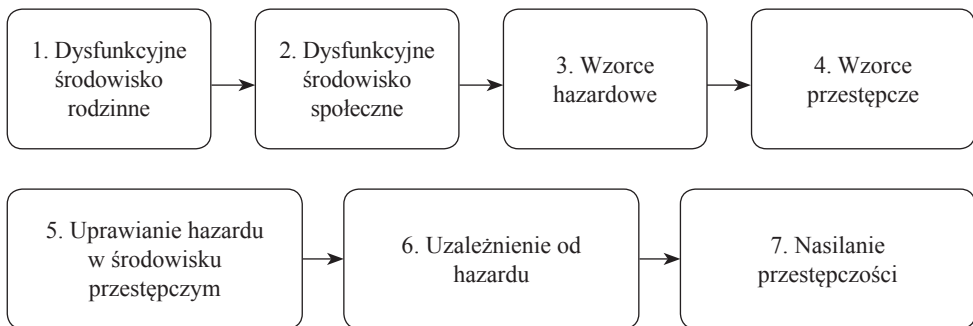 1. Dysfunkcyjne
środowisko
rodzinne
2. Dysfunkcyjne
środowisko
społeczne
3. Wzorce
hazardowe
4. Wzorce
przestępcze
5. Uprawianie hazardu
w środowisku
przestępczym
6. Uzależnienie od
hazardu
7. Nasilanie
przestępczości